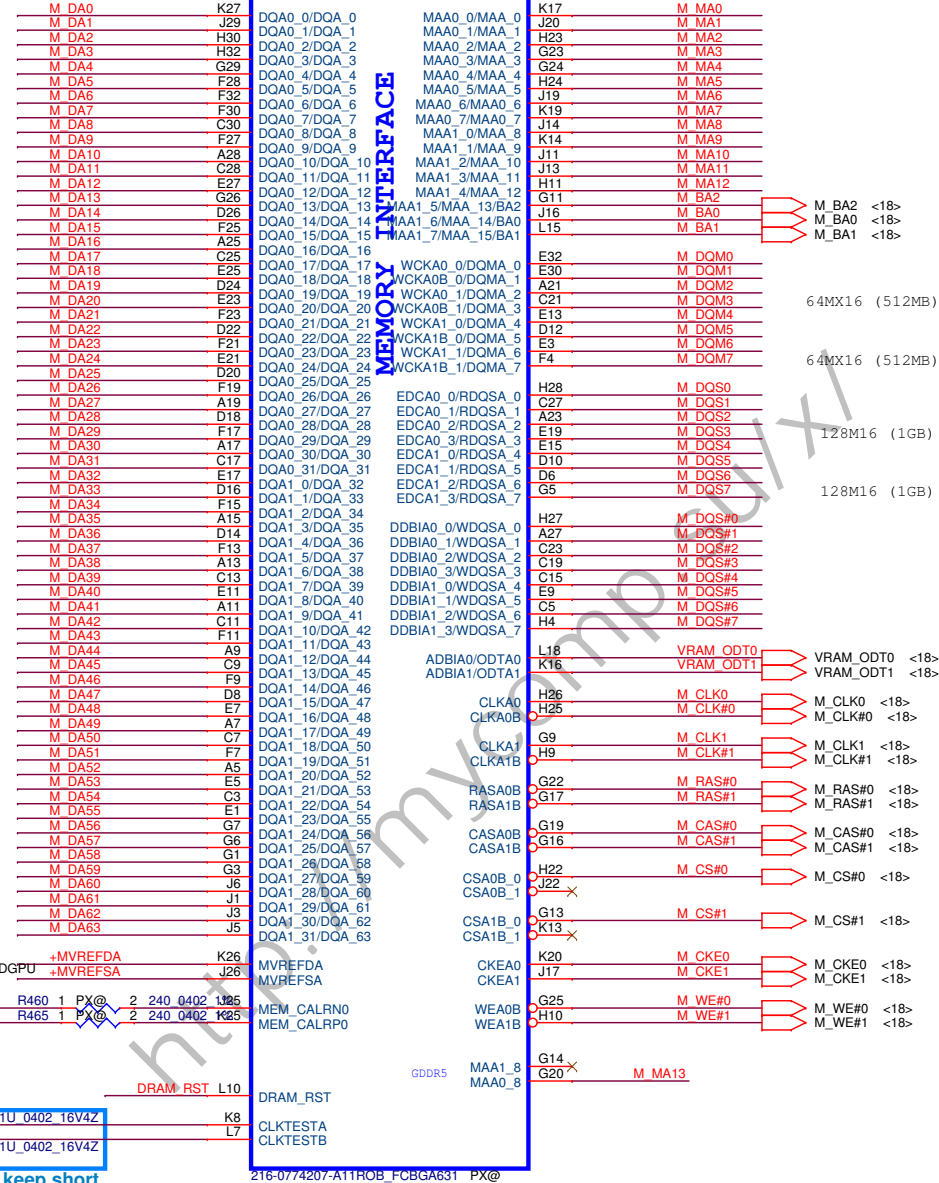 M_DA0 K27 DQA0_0/DQA_0 MAA0_0/MAA_0 K17 M_MA0
M_DA1 J29 DQA0_1/DQA_1 MAA0_1/MAA_1 J20 M_MA1
M_DA2 H30 DQA0_2/DQA_2 MAA0_2/MAA_2 H23 M_MA2
M_DA3 H32 DQA0_3/DQA_3 MAA0_3/MAA_3 G23 M_MA3
M_DA4 G29 DQA0_4/DQA_4 MAA0_4/MAA_4 G24 M_MA4
M_DA5 F28 DQA0_5/DQA_5 MAA0_5/MAA_5 H24 M_MA5
M_DA6 F32 DQA0_6/DQA_6 MAA0_6/MAA0_6 J19 M_MA6
M_DA7 F30 DQA0_7/DQA_7 MAA0_7/MAA0_7 K19 M_MA7
M_DA8 C30 DQA0_8/DQA_8 MAA1_0/MAA_8 J14 M_MA8
M_DA9 F27 DQA0_9/DQA_9 MAA1_1/MAA_9 K14 M_MA9
M_DA10 A28 DQA0_10/DQA_10 MAA1_2/MAA_10 J11 M_MA10
M_DA11 C28 DQA0_11/DQA_11 MAA1_3/MAA_11 J13 M_MA11
M_DA12 E27 DQA0_12/DQA_12 MAA1_4/MAA_12 H11 M_MA12
M_DA13 G26 DQA0_13/DQA_13 MAA1_5/MAA_13/BA2 G11 M_BA2 M_BA2 <18>
M_DA14 D26 DQA0_14/DQA_14 MAA1_6/MAA_14/BA0 J16 M_BA0 M_BA0 <18>
M_DA15 F25 DQA0_15/DQA_15 MAA1_7/MAA_15/BA1 L15 M_BA1 M_BA1 <18>
M_DA16 A25 DQA0_16/DQA_16
M_DA17 C25 DQA0_17/DQA_17 WCKA0_0/DQMA_0 E32 M_DQM0
M_DA18 E25 DQA0_18/DQA_18 WCKA0B_0/DQMA_1 E30 M_DQM1
M_DA19 D24 DQA0_19/DQA_19 WCKA0_1/DQMA_2 A21 M_DQM2
M_DA20 E23 DQA0_20/DQA_20 WCKA0B_1/DQMA_3 C21 M_DQM3 64MX16 (512MB)
M_DA21 F23 DQA0_21/DQA_21 WCKA1_0/DQMA_4 E13 M_DQM4
M_DA22 D22 DQA0_22/DQA_22 WCKA1B_0/DQMA_5 D12 M_DQM5
M_DA23 F21 DQA0_23/DQA_23 WCKA1_1/DQMA_6 E3 M_DQM6
M_DA24 E21 DQA0_24/DQA_24 WCKA1B_1/DQMA_7 F4 M_DQM7 64MX16 (512MB)
M_DA25 D20 DQA0_25/DQA_25
M_DA26 F19 DQA0_26/DQA_26 EDCA0_0/RDQSA_0 H28 M_DQS0
M_DA27 A19 DQA0_27/DQA_27 EDCA0_1/RDQSA_1 C27 M_DQS1
M_DA28 D18 DQA0_28/DQA_28 EDCA0_2/RDQSA_2 A23 M_DQS2
M_DA29 F17 DQA0_29/DQA_29 EDCA0_3/RDQSA_3 E19 M_DQS3 128M16 (1GB)
M_DA30 A17 DQA0_30/DQA_30 EDCA1_0/RDQSA_4 E15 M_DQS4
M_DA31 C17 DQA0_31/DQA_31 EDCA1_1/RDQSA_5 D10 M_DQS5
M_DA32 E17 DQA1_0/DQA_32 EDCA1_2/RDQSA_6 D6 M_DQS6
M_DA33 D16 DQA1_1/DQA_33 EDCA1_3/RDQSA_7 G5 M_DQS7 128M16 (1GB)
M_DA34 F15 DQA1_2/DQA_34
M_DA35 A15 DQA1_3/DQA_35 DDBIA0_0/WDQSA_0 H27 M_DQS#0
M_DA36 D14 DQA1_4/DQA_36 DDBIA0_1/WDQSA_1 A27 M_DQS#1
M_DA37 F13 DQA1_5/DQA_37 DDBIA0_2/WDQSA_2 C23 M_DQS#2
M_DA38 A13 DQA1_6/DQA_38 DDBIA0_3/WDQSA_3 C19 M_DQS#3
M_DA39 C13 DQA1_7/DQA_39 DDBIA1_0/WDQSA_4 C15 M_DQS#4
M_DA40 E11 DQA1_8/DQA_40 DDBIA1_1/WDQSA_5 E9 M_DQS#5
M_DA41 A11 DQA1_9/DQA_41 DDBIA1_2/WDQSA_6 C5 M_DQS#6
M_DA42 C11 DQA1_10/DQA_42 DDBIA1_3/WDQSA_7 H4 M_DQS#7
M_DA43 F11 DQA1_11/DQA_43
M_DA44 A9 DQA1_12/DQA_44 ADBIA0/ODTA0 L18 VRAM_ODT0 VRAM_ODT0 <18>
M_DA45 C9 DQA1_13/DQA_45 ADBIA1/ODTA1 K16 VRAM_ODT1 VRAM_ODT1 <18>
M_DA46 F9 DQA1_14/DQA_46
M_DA47 D8 DQA1_15/DQA_47 CLKA0 H26 M_CLK0 M_CLK0 <18>
M_DA48 E7 DQA1_16/DQA_48 CLKA0B H25 M_CLK#0 M_CLK#0 <18>
M_DA49 A7 DQA1_17/DQA_49
M_DA50 C7 DQA1_18/DQA_50 CLKA1 G9 M_CLK1 M_CLK1 <18>
M_DA51 F7 DQA1_19/DQA_51 CLKA1B H9 M_CLK#1 M_CLK#1 <18>
M_DA52 A5 DQA1_20/DQA_52
M_DA53 E5 DQA1_21/DQA_53 RASA0B G22 M_RAS#0 M_RAS#0 <18>
M_DA54 C3 DQA1_22/DQA_54 RASA1B G17 M_RAS#1 M_RAS#1 <18>
M_DA55 E1 DQA1_23/DQA_55
M_DA56 G7 DQA1_24/DQA_56 CASA0B G19 M_CAS#0 M_CAS#0 <18>
M_DA57 G6 DQA1_25/DQA_57 CASA1B G16 M_CAS#1 M_CAS#1 <18>
M_DA58 G1 DQA1_26/DQA_58
M_DA59 G3 DQA1_27/DQA_59 CSA0B_0 H22 M_CS#0 M_CS#0 <18>
M_DA60 J6 DQA1_28/DQA_60 CSA0B_1 J22
M_DA61 J1 DQA1_29/DQA_61
M_DA62 J3 DQA1_30/DQA_62 CSA1B_0 G13 M_CS#1 M_CS#1 <18>
M_DA63 J5 DQA1_31/DQA_63 CSA1B_1 K13
MEMORY INTERFACE
+MVREFDA K26 MVREFDA CKEA0 K20 M_CKE0 M_CKE0 <18>
DGPU +MVREFSA J26 MVREFSA CKEA1 J17 M_CKE1 M_CKE1 <18>
R460 1 PX@ 2 240_0402_1% J25 MEM_CALRN0 WEA0B G25 M_WE#0 M_WE#0 <18>
R465 1 PX@ 2 240_0402_1% K25 MEM_CALRP0 WEA1B H10 M_WE#1 M_WE#1 <18>
GDDR5 MAA1_8 G14
MAA0_8 G20 M_MA13
DRAM_RST L10 DRAM_RST
1U_0402_16V4Z K8 CLKTESTA
L7 CLKTESTB
1U_0402_16V4Z
keep short
216-0774207-A11ROB_FCBGA631 PX@
http://mycomp.su/x/